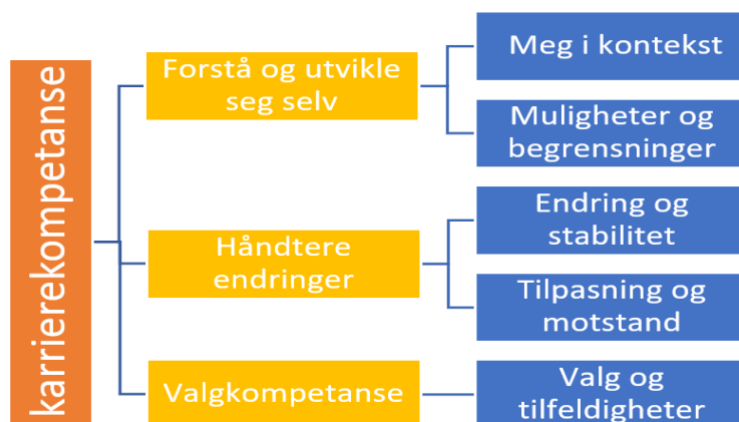 karrierekompetanse
Forstå og utvikle
seg selv
Meg i kontekst
Muligheter og
begrensninger
Håndtere
endringer
Endring og
stabilitet
Tilpasning og
motstand
Valgkompetanse
Valg og
tilfeldigheter